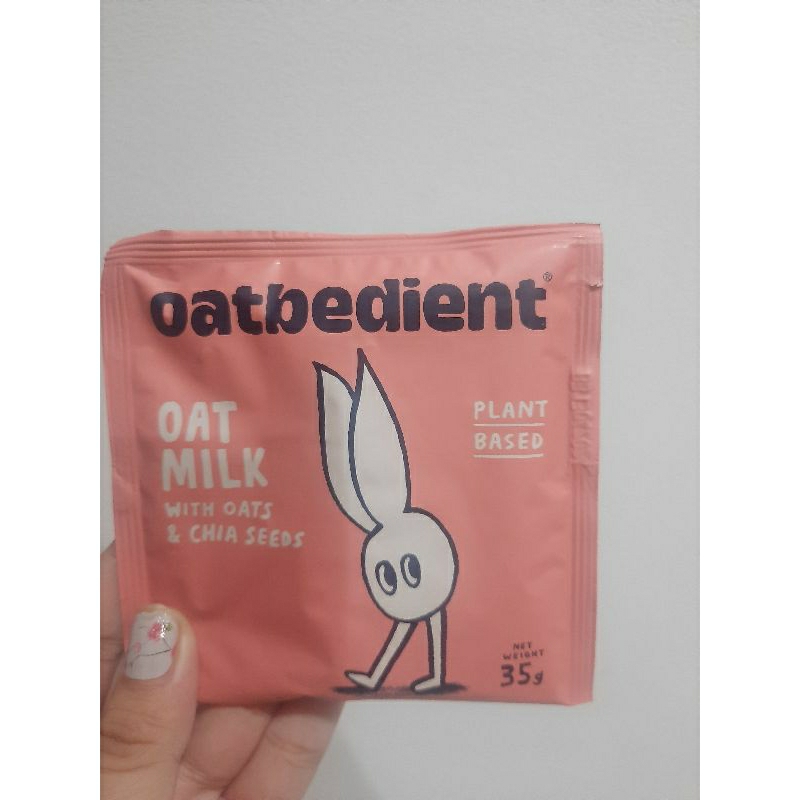 oatbedient®
OAT
MILK
WITH OATS
& CHIA SEEDS
PLANT
BASED
NET
WEIGHT
35g